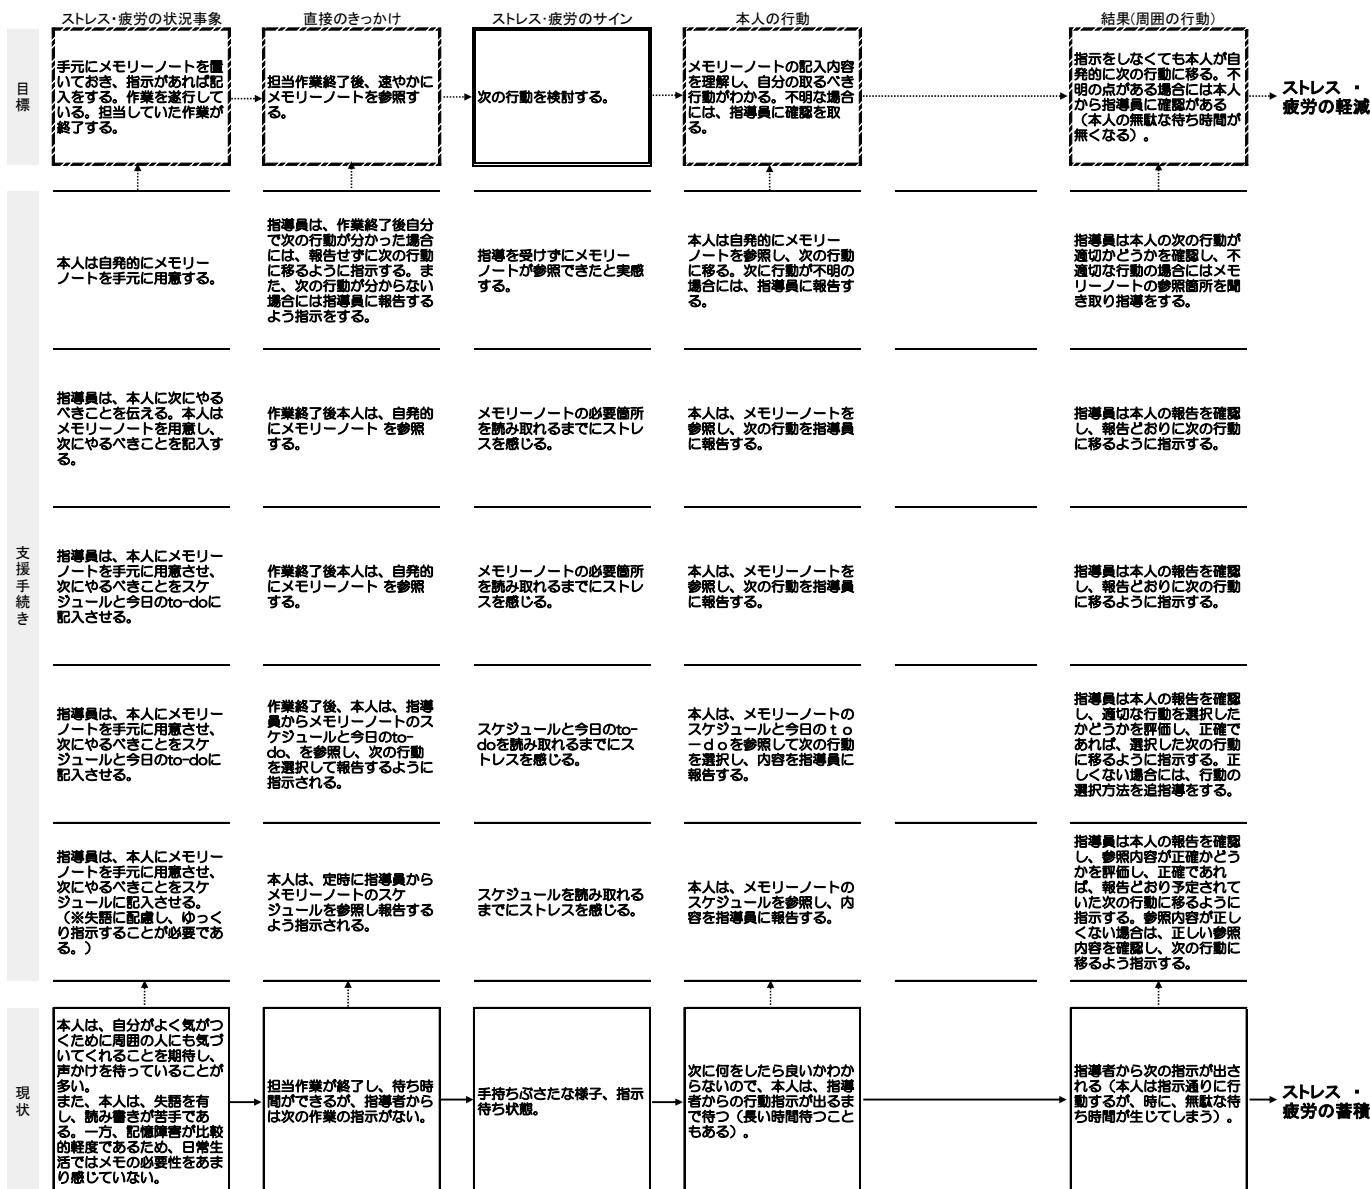 ストレス・疲労の状況事象
直接のきっかけ
ストレス・疲労のサイン
本人の行動
結果(周囲の行動)
目標
手元にメモリーノートを置
いておき、指示があれば記
入をする。作業を遂行して
いる。担当していた作業が
終了する。
担当作業終了後、速やかに
メモリーノートを参照す
る。
次の行動を検討する。
メモリーノートの記入内容
を理解し、自分の取るべき
行動がわかる。不明な場合
には、指導員に確認を取
る。
指示をしなくても本人が自
発的に次の行動に移る。不
明の点がある場合には本人
から指導員に確認がある
（本人の無駄な待ち時間が
無くなる）。
ストレス ・
疲労の軽減
支援手続き
本人は自発的にメモリー
ノートを手元に用意する。
指導員は、作業終了後自分
で次の行動が分かった場合
には、報告せずに次の行動
に移るように指示する。ま
た、次の行動が分からない
場合には指導員に報告する
よう指示をする。
指導を受けずにメモリー
ノートが参照できたと実感
する。
本人は自発的にメモリー
ノートを参照し、次の行動
に移る。次に行動が不明の
場合には、指導員に報告す
る。
指導員は本人の次の行動が
適切かどうかを確認し、不
適切な行動の場合にはメモ
リーノートの参照箇所を聞
き取り指導をする。
指導員は、本人に次にやる
べきことを伝える。本人は
メモリーノートを用意し、
次にやるべきことを記入す
る。
作業終了後本人は、自発的
にメモリーノート を参照
する。
メモリーノートの必要箇所
を読み取れるまでにストレ
スを感じる。
本人は、メモリーノートを
参照し、次の行動を指導員
に報告する。
指導員は本人の報告を確認
し、報告どおりに次の行動
に移るように指示する。
指導員は、本人にメモリー
ノートを手元に用意させ、
次にやるべきことをスケ
ジュールと今日のto-doに
記入させる。
作業終了後本人は、自発的
にメモリーノート を参照
する。
メモリーノートの必要箇所
を読み取れるまでにストレ
スを感じる。
本人は、メモリーノートを
参照し、次の行動を指導員
に報告する。
指導員は本人の報告を確認
し、報告どおりに次の行動
に移るように指示する。
指導員は、本人にメモリー
ノートを手元に用意させ、
次にやるべきことをスケ
ジュールと今日のto-doに
記入させる。
作業終了後、本人は、指導
員からメモリーノートのス
ケジュールと今日のto-
do、を参照し、次の行動
を選択して報告するように
指示される。
スケジュールと今日のto-
doを読み取れるまでにス
トレスを感じる。
本人は、メモリーノートの
スケジュールと今日のｔｏ
－ｄｏを参照して次の行動
を選択し、内容を指導員に
報告する。
指導員は本人の報告を確認
し、適切な行動を選択した
かどうかを評価し、正確で
あれば、選択した次の行動
に移るように指示する。正
しくない場合には、行動の
選択方法を追指導をする。
指導員は、本人にメモリー
ノートを手元に用意させ、
次にやるべきことをスケ
ジュールに記入させる。
（※失語に配慮し、ゆっく
り指示することが必要であ
る。）
本人は、定時に指導員から
メモリーノートのスケ
ジュールを参照し報告する
よう指示される。
スケジュールを読み取れる
までにストレスを感じる。
本人は、メモリーノートの
スケジュールを参照し、内
容を指導員に報告する。
指導員は本人の報告を確認
し、参照内容が正確かどう
かを評価し、正確であれ
ば、報告どおり予定されて
いた次の行動に移るように
指示する。参照内容が正し
くない場合は、正しい参照
内容を確認し、次の行動に
移るよう指示する。
現状
本人は、自分がよく気がつ
くために周囲の人にも気づ
いてくれることを期待し、
声かけを待っていることが
多い。
また、本人は、失語を有
し、読み書きが苦手であ
る。一方、記憶障害が比較
的軽度であるため、日常生
活ではメモの必要性をあま
り感じていない。
担当作業が終了し、待ち時
間ができるが、指導者から
は次の作業の指示がない。
手持ちぶさたな様子、指示
待ち状態。
次に何をしたら良いかわか
らないので、本人は、指導
者からの行動指示が出るま
で待つ（長い時間待つこと
もある）。
指導者から次の指示が出さ
れる（本人は指示通りに行
動するが、時に、無駄な待
ち時間が生じてしまう）。
ストレス ・
疲労の蓄積